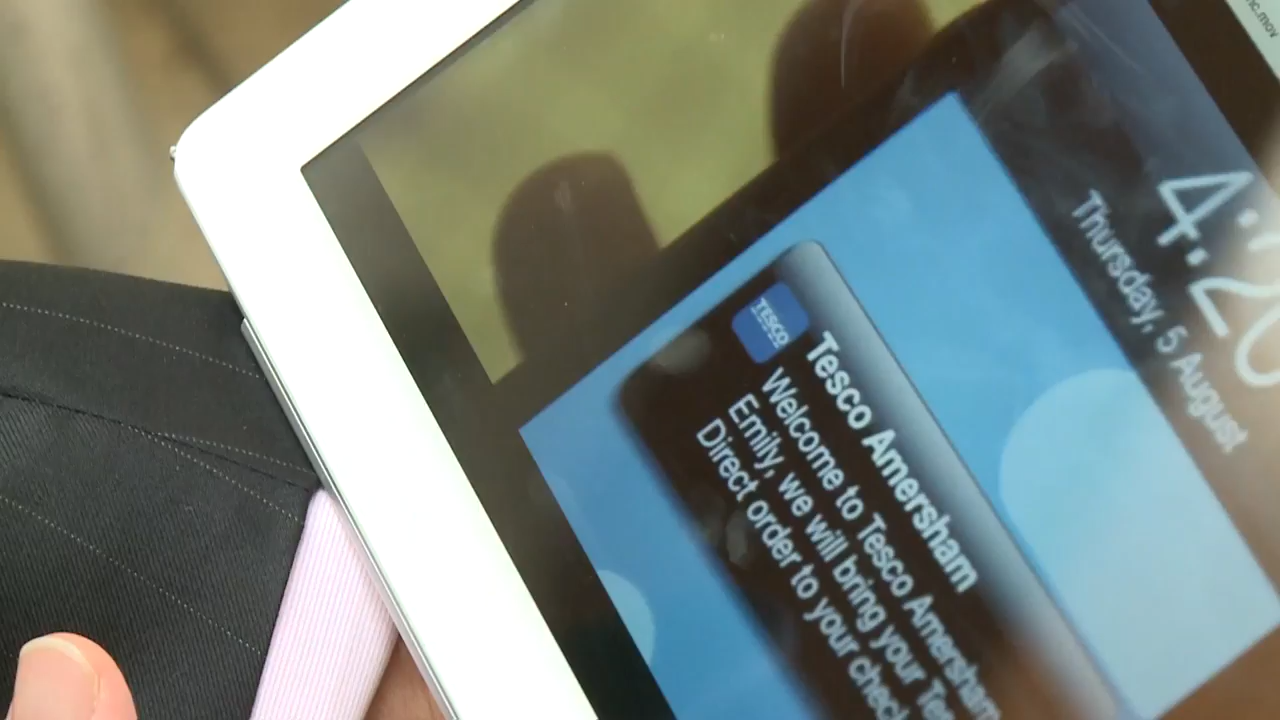 4:20
Thursday, 5 August
TESCO
Tesco Amersham
Welcome to Tesco Amersham
Emily, we will bring your
Direct order to your